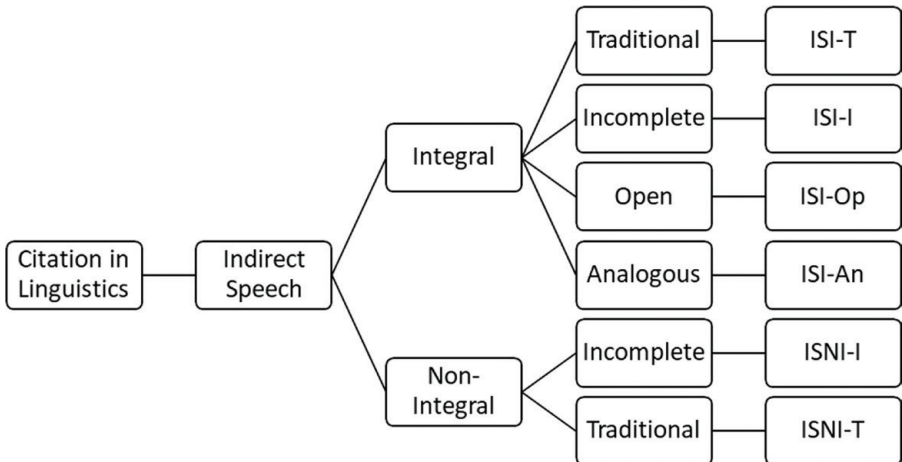 Traditional
ISI-T
Incomplete
ISI-I
Integral
Open
ISI-Op
Citation in
Linguistics
Indirect
Speech
Analogous
ISI-An
Incomplete
ISNI-I
Non-
Integral
Traditional
ISNI-T